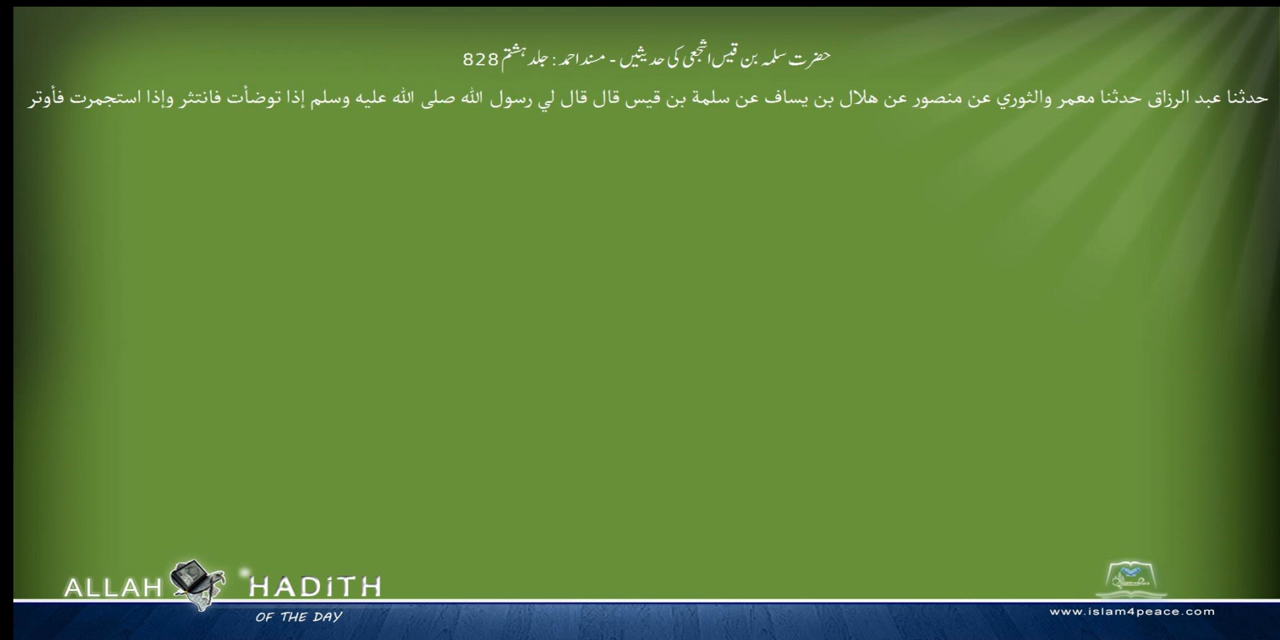 حضرت سلمہ بن قیس اشجعی کی حدیثیں - مسند احمد : جلد ہشتم 828
حدثنا عبد الرزاق حدثنا معمر والثوري عن منصور عن هلال بن يساف عن سلمة بن قيس قال قال لي رسول الله صلى الله عليه وسلم إذا توضأت فانتثر وإذا استجمرت فأوتر
ALLAH HADITH
OF THE DAY
www.islam4peace.com